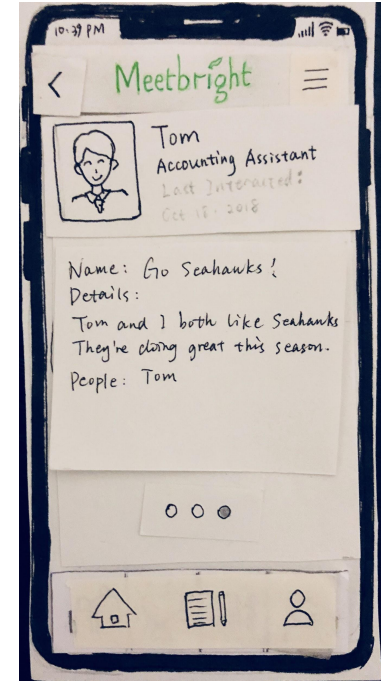 10:39 PM
Meetbright
Tom
Accounting Assistant
Last Interacted:
Oct 18. 2018
Name: Go Seahawks!
Details:
Tom and I both like Seahawks
They're doing great this season.
People: Tom